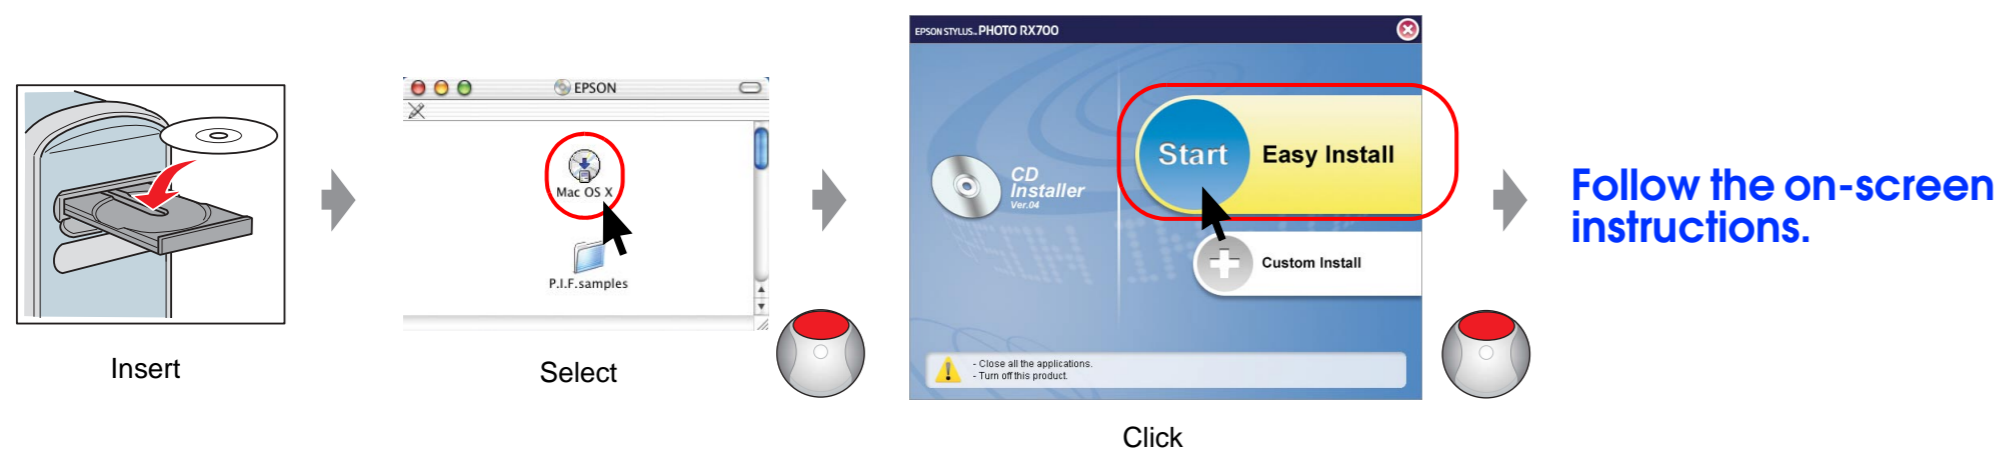 Insert
EPSON
Mac OS X
P.I.F.samples
Select
EPSON STYLUS™ PHOTO RX700
CD
Installer
Ver.04
Start
Easy Install
Custom Install
- Close all the applications.
- Turn off this product.
Click
Follow the on-screen
instructions.